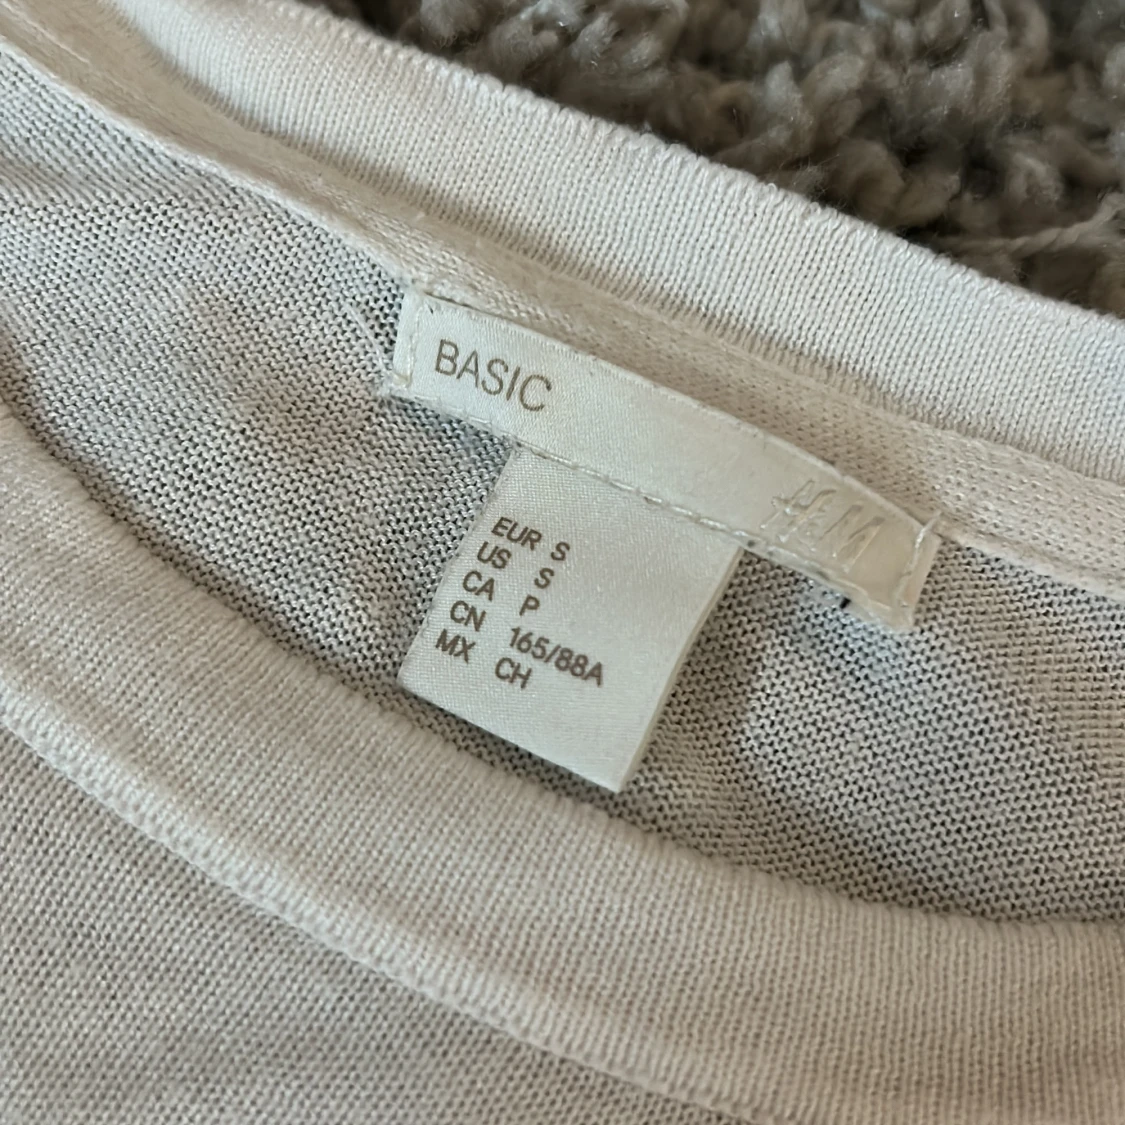 BASIC
H&M
EUR S
US S
CA P
CN 165/88A
MX CH